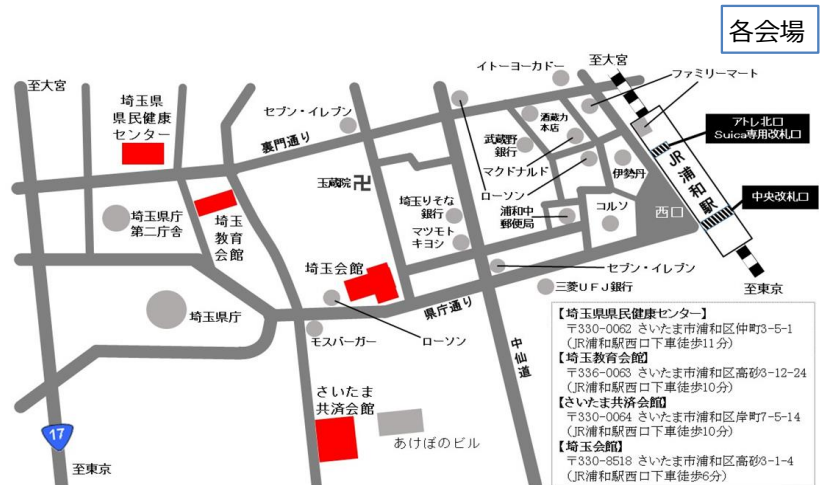 各会場
至大宮
埼玉県
県民健康
センター
セブン・イレブン
裏門通り
イトーヨーカドー
至大宮
ファミリーマート
アトレ北口
Suica専用改札口
酒蔵力
本店
武蔵野
銀行
マクドナルド
ローソン
伊勢丹
JR浦和駅
中央改札口
玉蔵院
卍
埼玉りそな
銀行
マツモト
キヨシ
浦和中
郵便局
コルソ
西口
埼玉県庁
第二庁舎
埼玉
教育
会館
埼玉会館
セブン・イレブン
三菱UFJ銀行
至東京
埼玉県庁
県庁通り
モスバーガー
ローソン
中仙道
さいたま
共済会館
あけぼのビル
17
至東京
【埼玉県県民健康センター】
〒330-0062 さいたま市浦和区仲町3-5-1
(JR浦和駅西口下車徒歩11分)
【埼玉教育会館】
〒336-0063 さいたま市浦和区高砂3-12-24
(JR浦和駅西口下車徒歩10分)
【さいたま共済会館】
〒330-0064 さいたま市浦和区岸町7-5-14
(JR浦和駅西口下車徒歩10分)
【埼玉会館】
〒330-8518 さいたま市浦和区高砂3-1-4
(JR浦和駅西口下車徒歩6分)